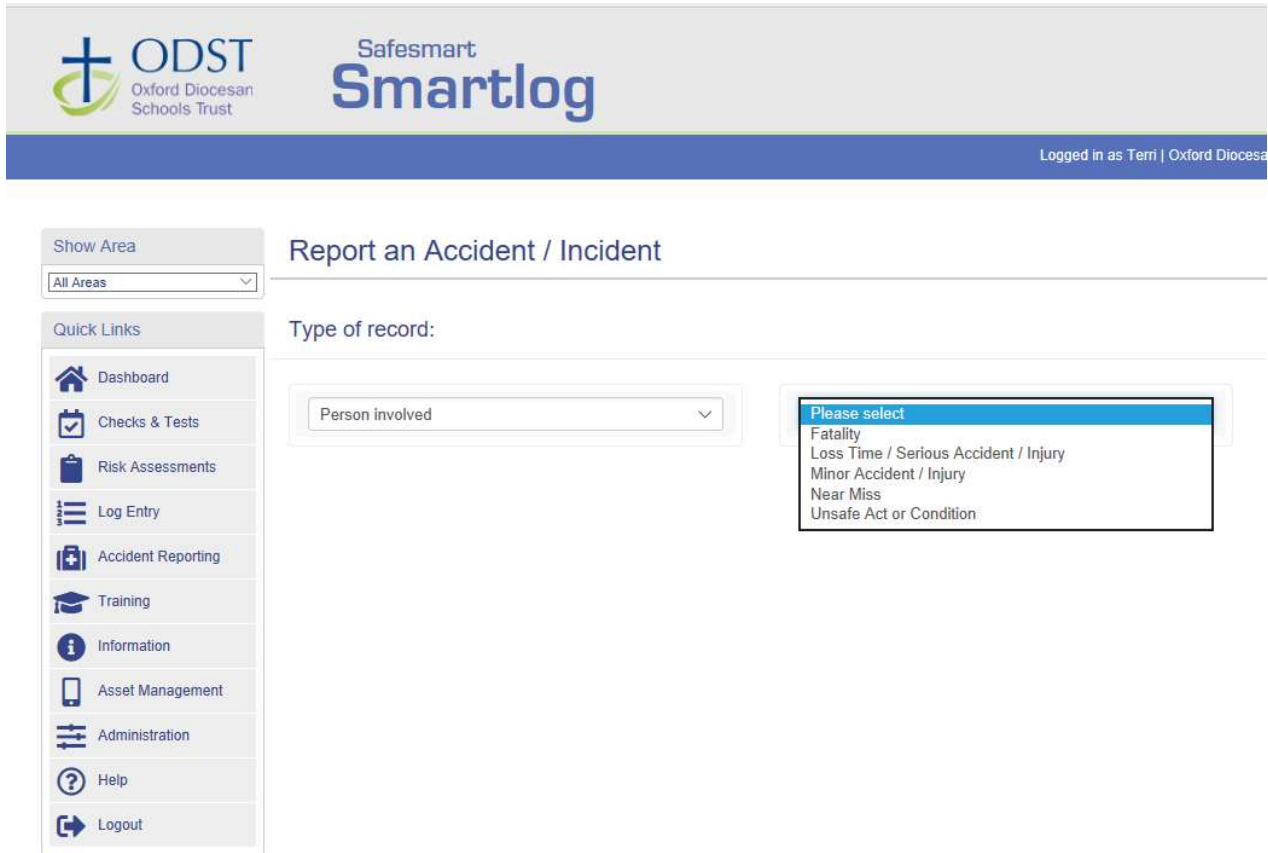 ODST
Oxford Diocesan
Schools Trust
Safesmart
Smartlog
Logged in as Terri | Oxford Diocesa
Show Area
All Areas
Quick Links
Dashboard
Checks & Tests
Risk Assessments
Log Entry
Accident Reporting
Training
Information
Asset Management
Administration
Help
Logout
Report an Accident / Incident
Type of record:
Person involved
Please select
Fatality
Loss Time / Serious Accident / Injury
Minor Accident / Injury
Near Miss
Unsafe Act or Condition